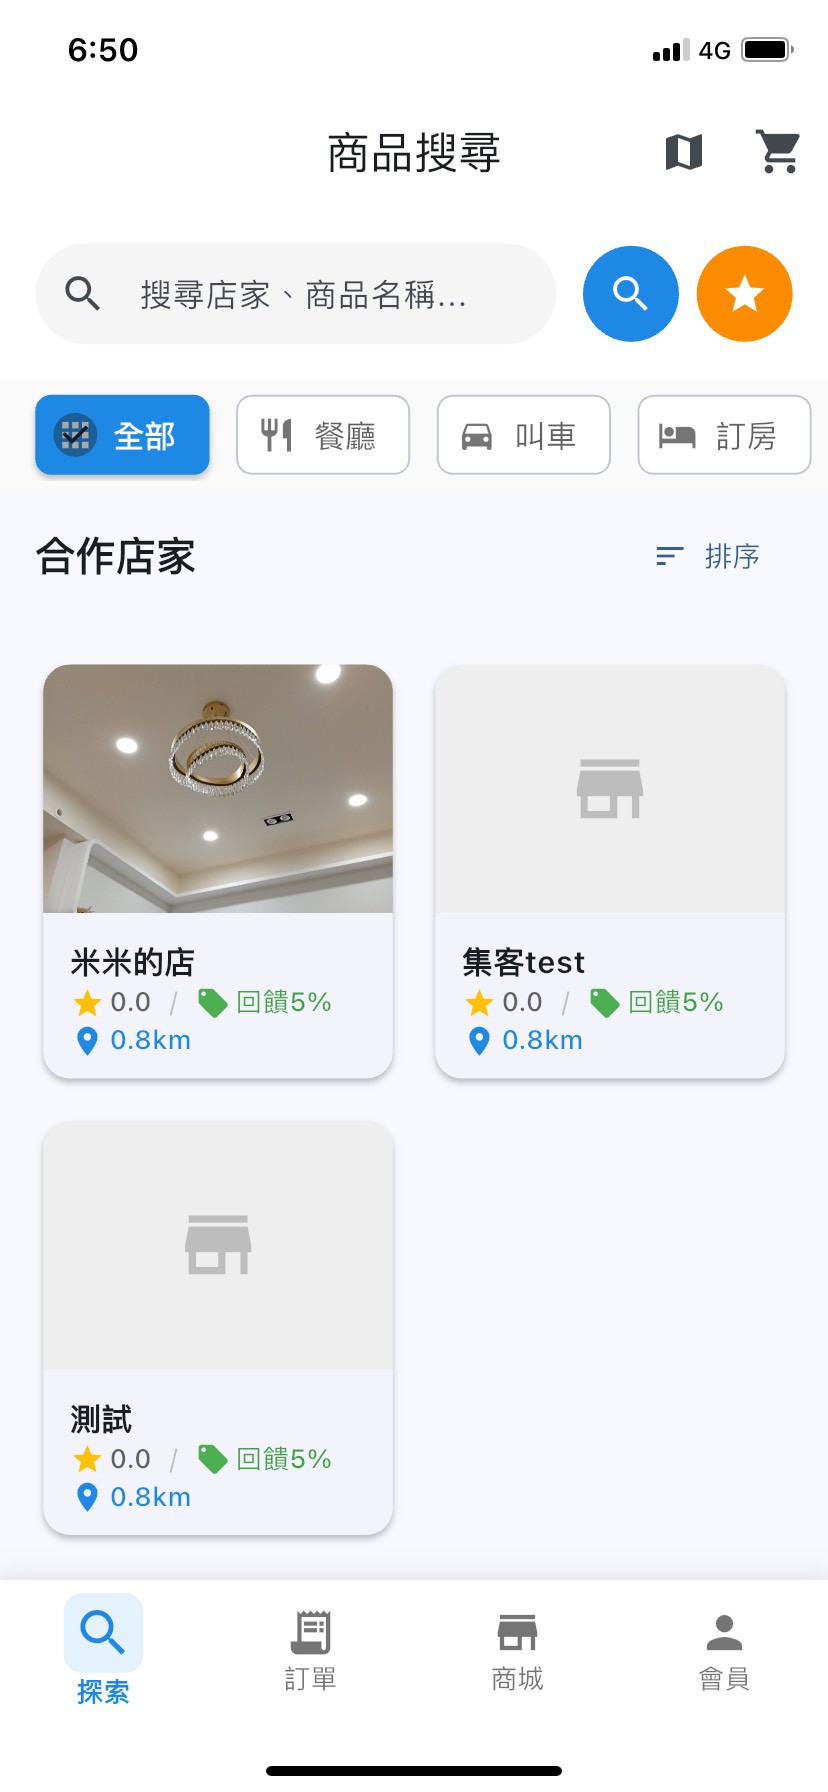 6:50
4G
商品搜尋
搜尋店家、商品名稱...
全部
餐廳
叫車
訂房
合作店家
排序
米米的店
0.0 / 回饋5%
0.8km
集客test
0.0 / 回饋5%
0.8km
測試
0.0 / 回饋5%
0.8km
探索
訂單
商城
會員